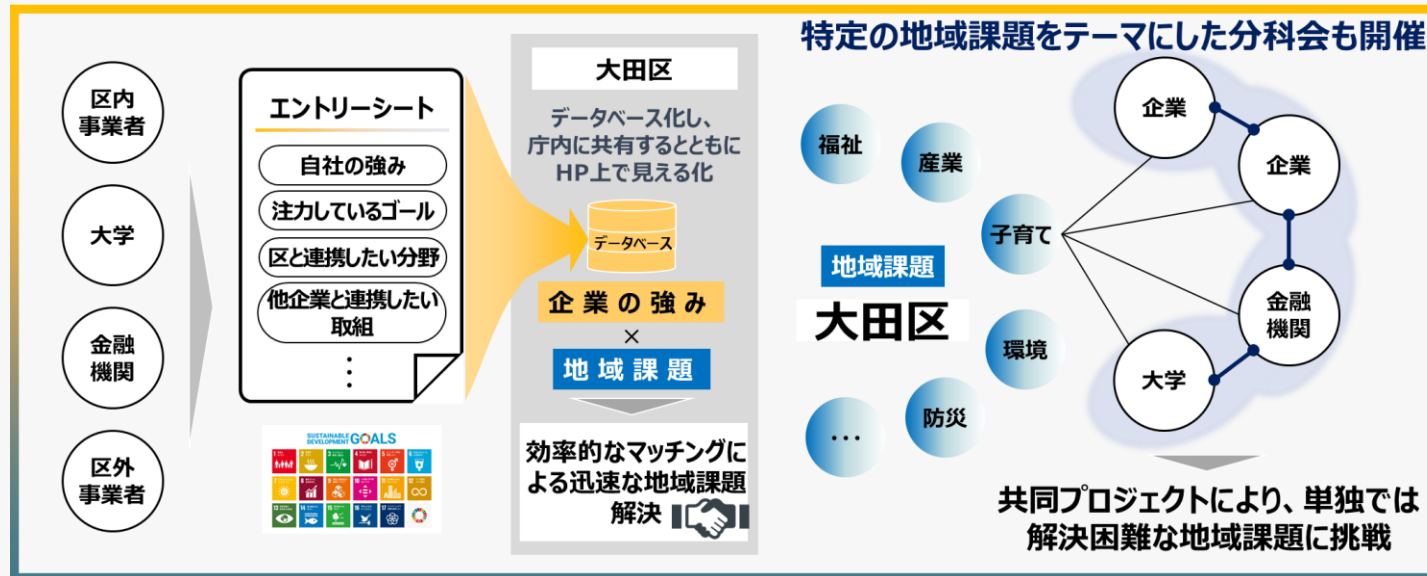 区内
事業者
大学
金融
機関
区外
事業者
エントリーシート
自社の強み
注力しているゴール
区と連携したい分野
他企業と連携したい
取組
⋮
SUSTAINABLE
DEVELOPMENT GOALS
大田区
データベース化し、
庁内に共有するとともに
HP上で見える化
データベース
企業の強み
×
地域課題
効率的なマッチングに
よる迅速な地域課題
解決
特定の地域課題をテーマにした分科会も開催
福祉
産業
子育て
環境
防災
…
地域課題
大田区
企業
企業
金融
機関
大学
共同プロジェクトにより、単独では
解決困難な地域課題に挑戦